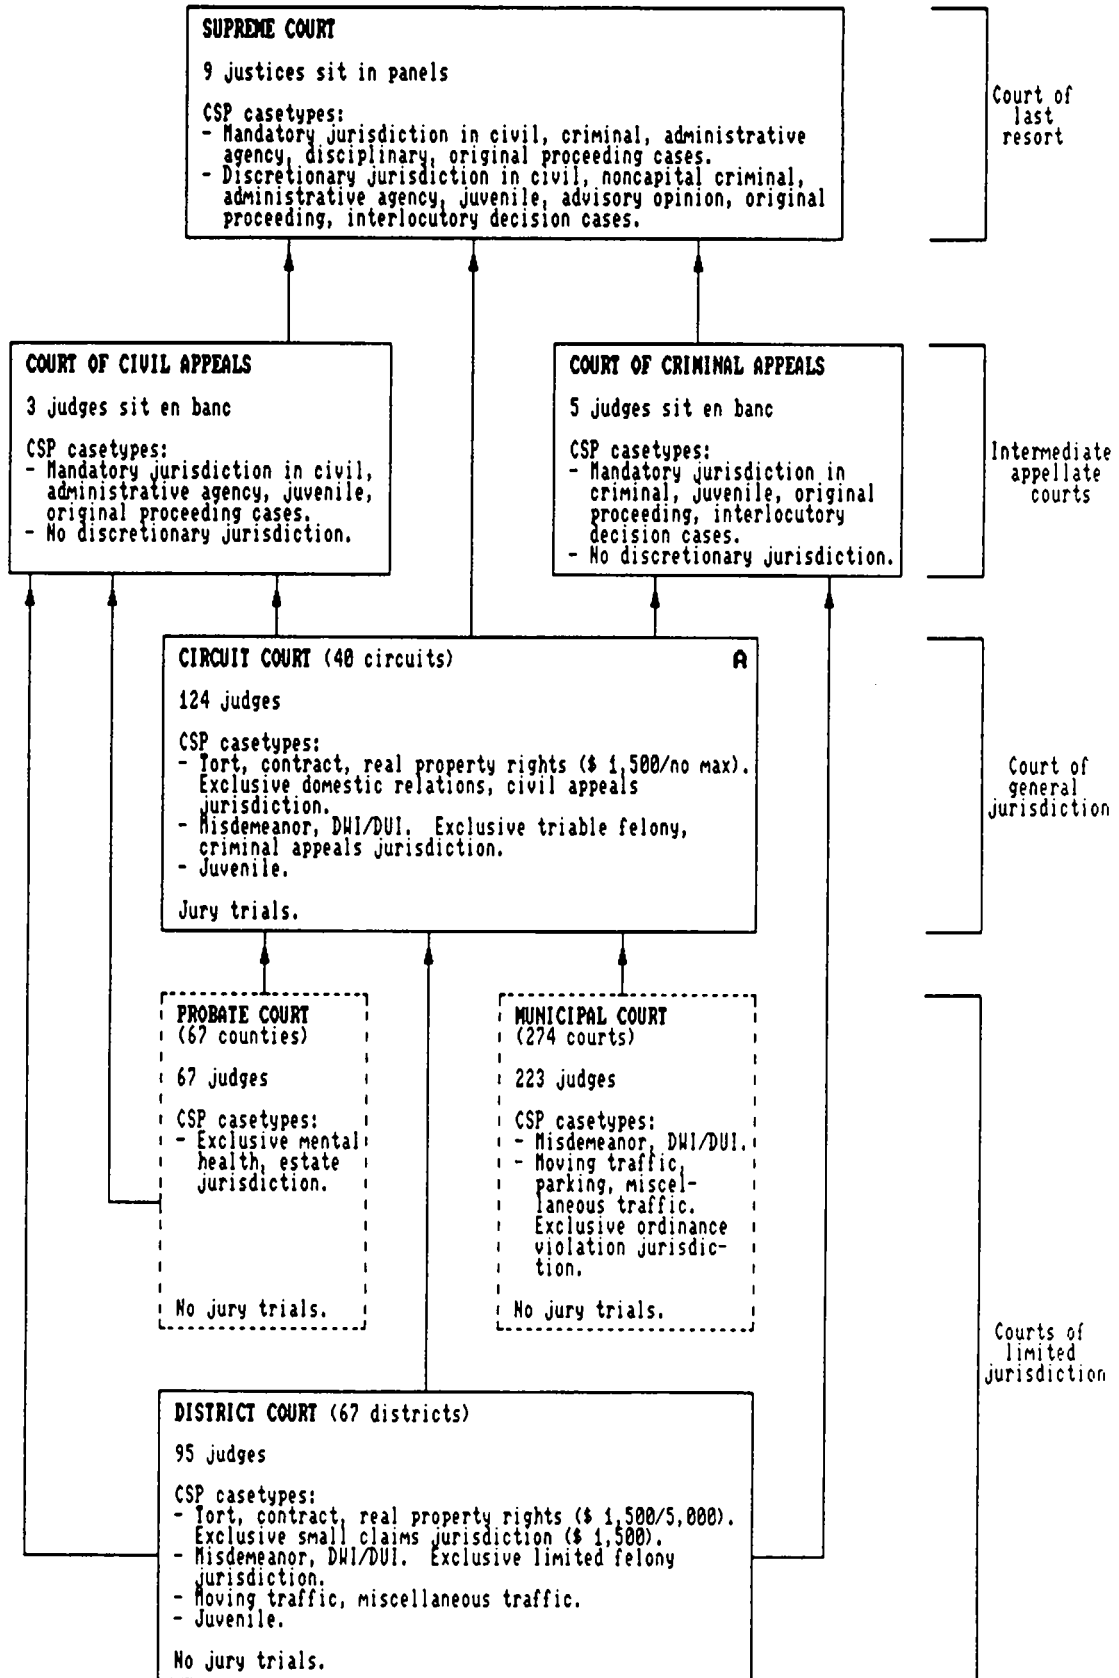 SUPREME COURT
9 justices sit in panels
CSP casetypes:
- Mandatory jurisdiction in civil, criminal, administrative
agency, disciplinary, original proceeding cases.
- Discretionary jurisdiction in civil, noncapital criminal,
administrative agency, juvenile, advisory opinion, original
proceeding, interlocutory decision cases.
Court of
last
resort
COURT OF CIVIL APPEALS
3 judges sit en banc
CSP casetypes:
- Mandatory jurisdiction in civil,
administrative agency, juvenile,
original proceeding cases.
- No discretionary jurisdiction.
COURT OF CRIMINAL APPEALS
5 judges sit en banc
CSP casetypes:
- Mandatory jurisdiction in
criminal, juvenile, original
proceeding, interlocutory
decision cases.
- No discretionary jurisdiction.
Intermediate
appellate
courts
CIRCUIT COURT (40 circuits) A
124 judges
CSP casetypes:
- Tort, contract, real property rights ($ 1,500/no max).
Exclusive domestic relations, civil appeals
jurisdiction.
- Misdemeanor, DWI/DUI. Exclusive triable felony,
criminal appeals jurisdiction.
- Juvenile.
Jury trials.
Court of
general
jurisdiction
PROBATE COURT
(67 counties)
67 judges
CSP casetypes:
- Exclusive mental
health, estate
jurisdiction.
No jury trials.
MUNICIPAL COURT
(274 courts)
223 judges
CSP casetypes:
- Misdemeanor, DWI/DUI.
- Moving traffic,
parking, miscel-
laneous traffic.
Exclusive ordinance
violation jurisdic-
tion.
No jury trials.
Courts of
limited
jurisdiction
DISTRICT COURT (67 districts)
95 judges
CSP casetypes:
- Tort, contract, real property rights ($ 1,500/5,000).
Exclusive small claims jurisdiction ($ 1,500).
- Misdemeanor, DWI/DUI. Exclusive limited felony
jurisdiction.
- Moving traffic, miscellaneous traffic.
- Juvenile.
No jury trials.